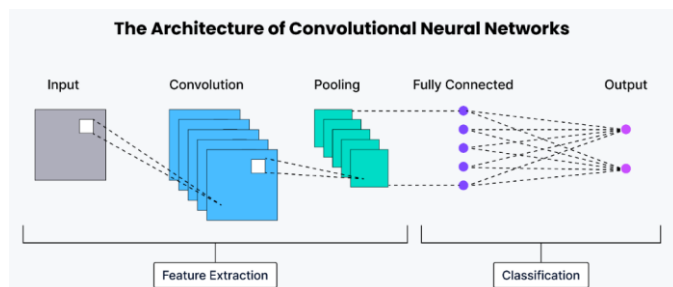 The Architecture of Convolutional Neural Networks
Input
Convolution
Pooling
Fully Connected
Output
Feature Extraction
Classification